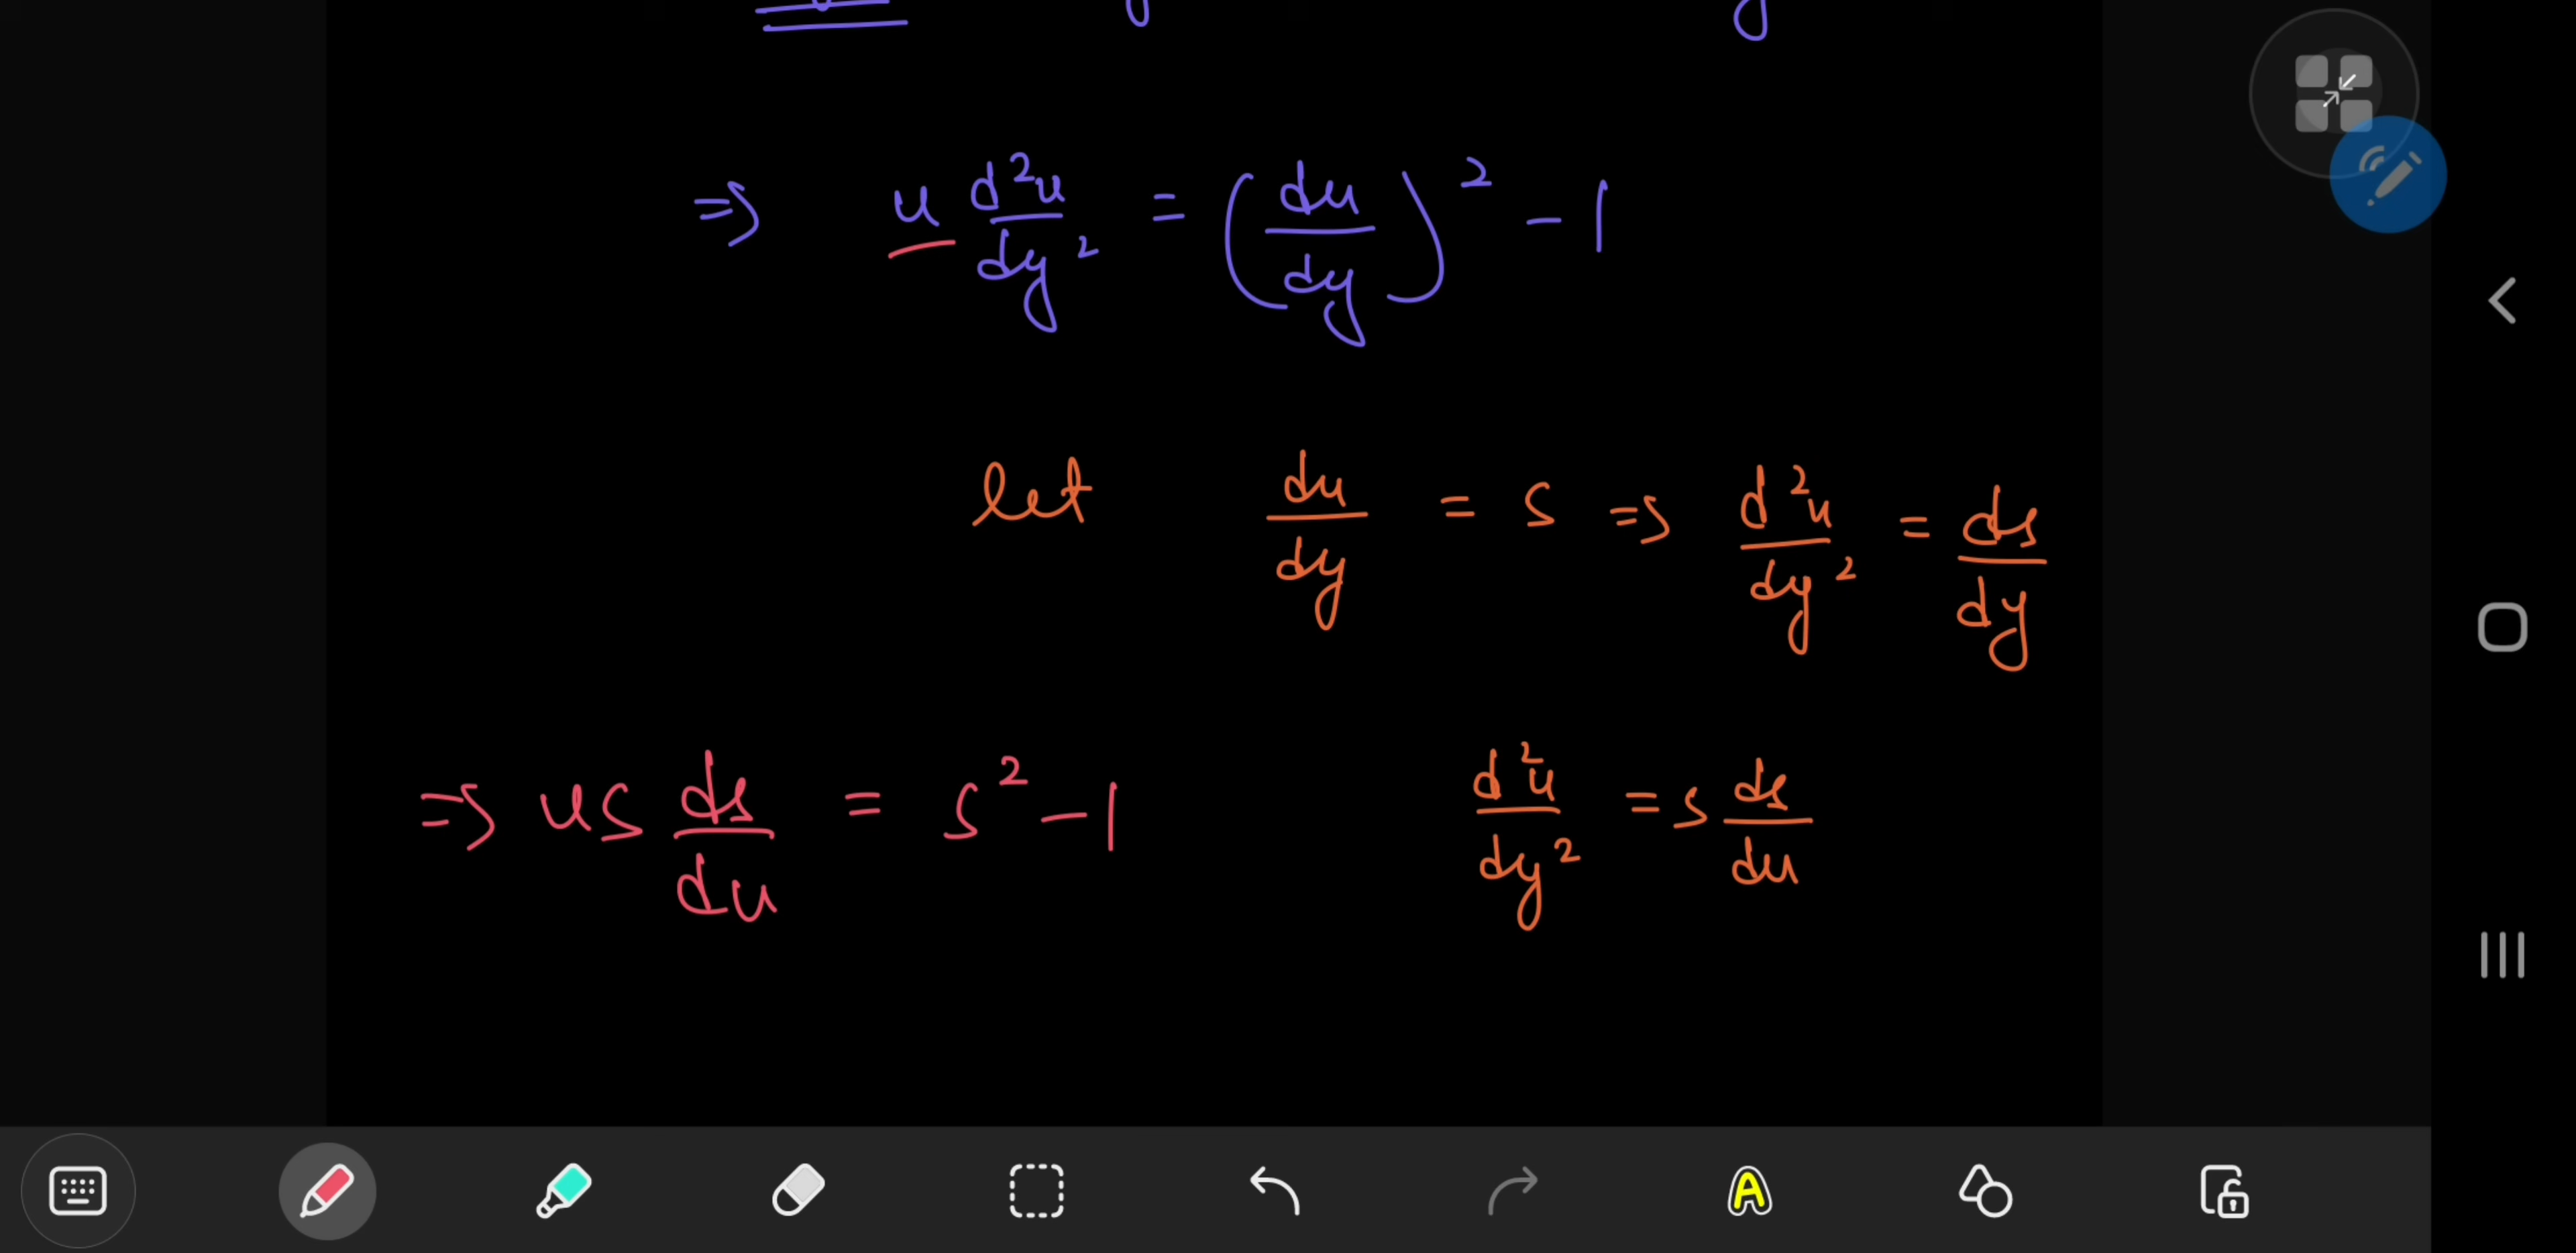 ⇒ u d²u/dy² = (du/dy)² - 1
let du/dy = s ⇒ d²u/dy² = ds/dy
⇒ us ds/du = s² - 1
d²u/dy² = s ds/du
A